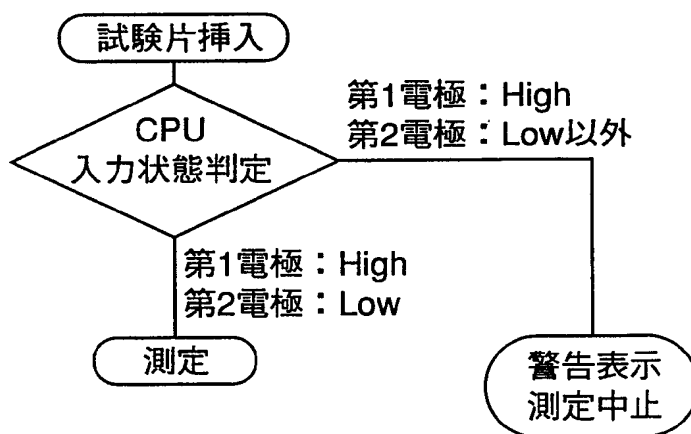 試験片挿入
第1電極：High
第2電極：Low以外
CPU
入力状態判定
第1電極：High
第2電極：Low
測定
警告表示
測定中止